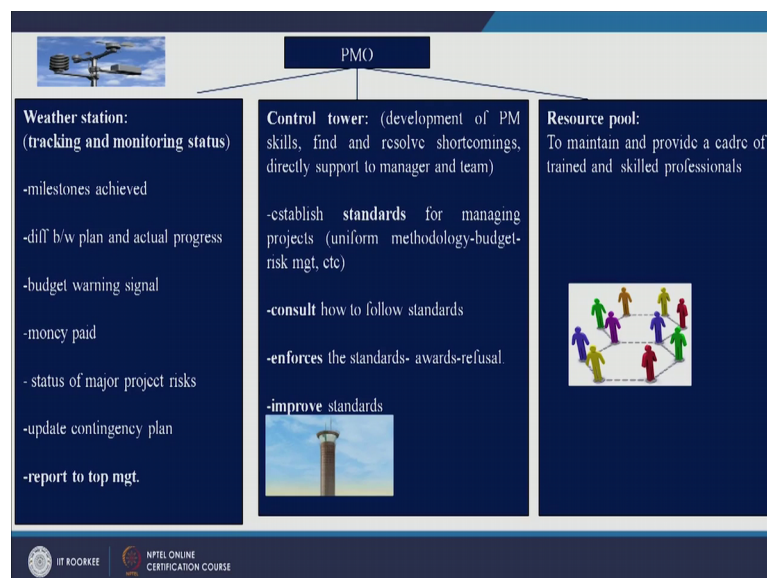 PMO
Weather station:
(tracking and monitoring status)
-milestones achieved
-diff b/w plan and actual progress
-budget warning signal
-money paid
- status of major project risks
-update contingency plan
-report to top mgt.
Control tower: (development of PM
skills, find and resolve shortcomings,
directly support to manager and team)
-establish standards for managing
projects (uniform methodology-budget-
risk mgt, etc)
-consult how to follow standards
-enforces the standards- awards-refusal.
-improve standards
Resource pool:
To maintain and provide a cadre of
trained and skilled professionals
IIT ROORKEE
NPTEL ONLINE
CERTIFICATION COURSE